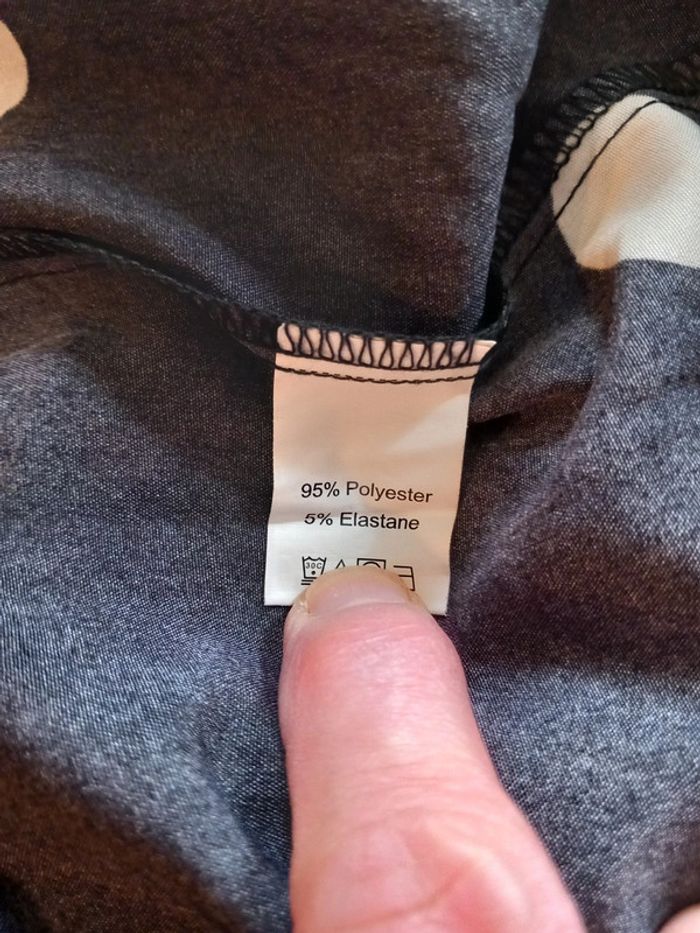 95% Polyester
5% Elastane
30C